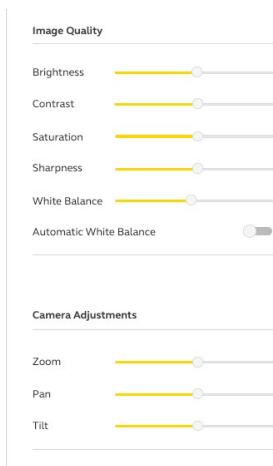 Image Quality
Brightness
Contrast
Saturation
Sharpness
White Balance
Automatic White Balance
Camera Adjustments
Zoom
Pan
Tilt